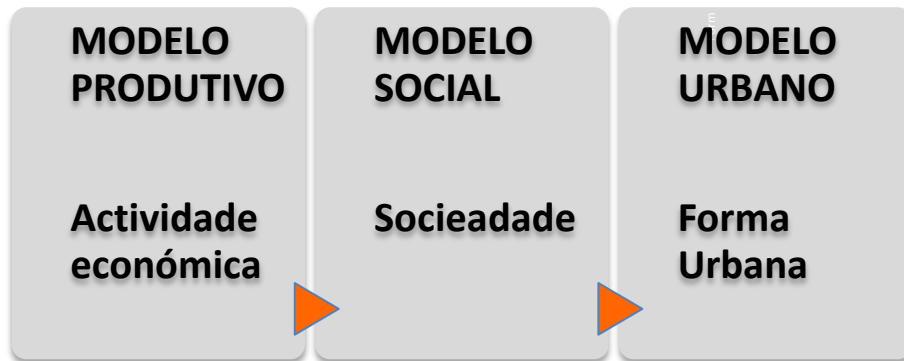 MODELO
PRODUTIVO
Actividade
económica
MODELO
SOCIAL
Socieadade
MODELO
URBANO
Forma
Urbana